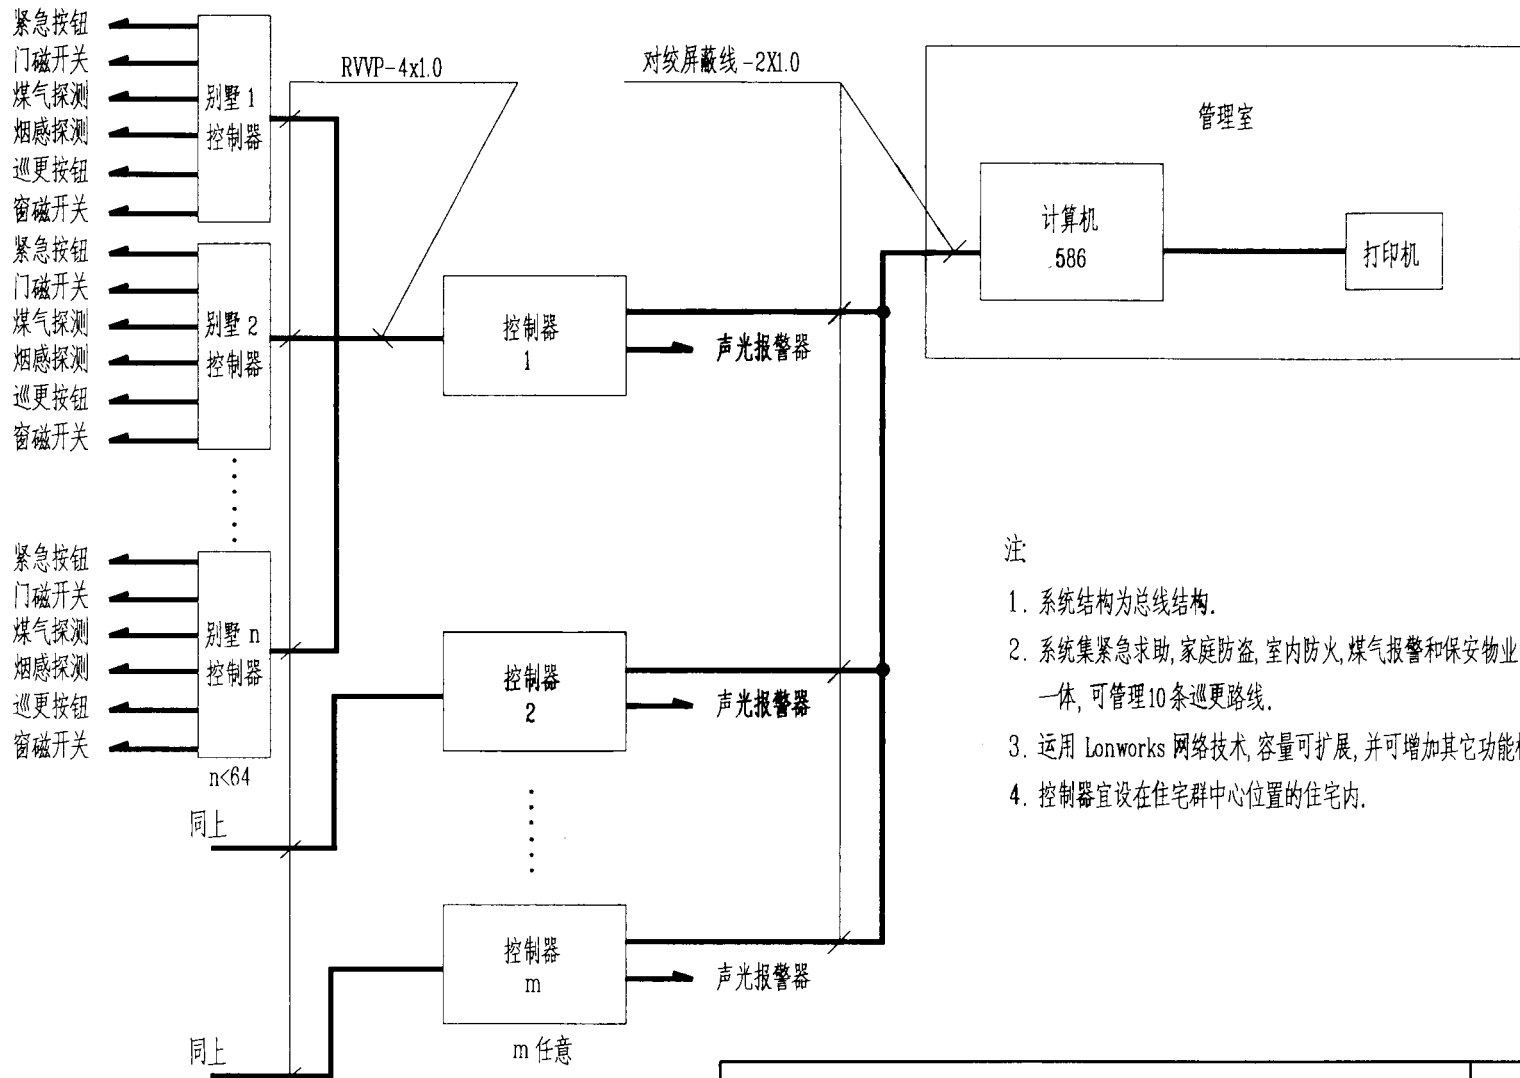 紧急按钮
门磁开关
煤气探测
烟感探测
巡更按钮
窗磁开关
别墅 1
控制器
紧急按钮
门磁开关
煤气探测
烟感探测
巡更按钮
窗磁开关
别墅 2
控制器
紧急按钮
门磁开关
煤气探测
烟感探测
巡更按钮
窗磁开关
别墅 n
控制器
n<64
同上
同上
RVVP-4x1.0
对绞屏蔽线-2X1.0
控制器
1
声光报警器
控制器
2
声光报警器
控制器
m
声光报警器
m 任意
管理室
计算机
586
打印机
注
1. 系统结构为总线结构.
2. 系统集紧急求助,家庭防盗,室内防火,煤气报警和保安物业
一体,可管理10条巡更路线.
3. 运用 Lonworks 网络技术,容量可扩展,并可增加其它功能
4. 控制器宜设在住宅群中心位置的住宅内.